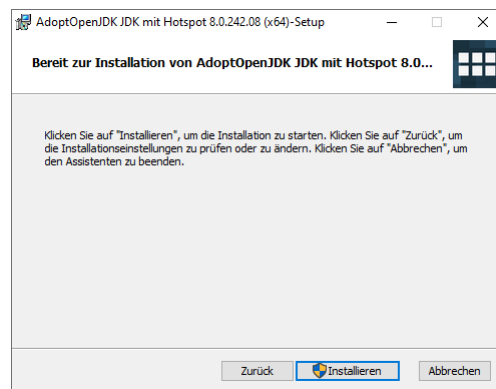 AdoptOpenJDK JDK mit Hotspot 8.0.242.08 (x64)-Setup
Bereit zur Installation von AdoptOpenJDK JDK mit Hotspot 8.0...
Klicken Sie auf "Installieren", um die Installation zu starten. Klicken Sie auf "Zurück", um
die Installationseinstellungen zu prüfen oder zu ändern. Klicken Sie auf "Abbrechen", um
den Assistenten zu beenden.
Zurück Installieren Abbrechen